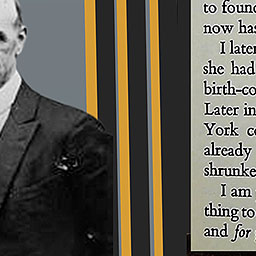 to found
now has
I later
she had
birth-co
Later in
York co
already
shrunke
I am
thing to
and for